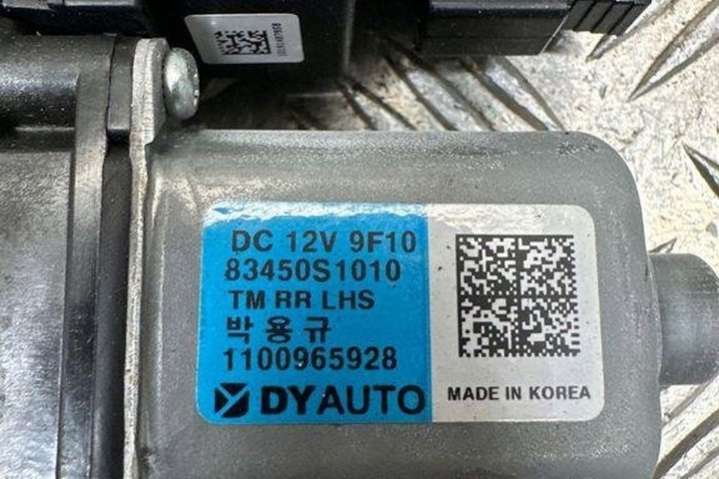 DC 12V 9F10
83450S1010
TM RR LHS
박용규
1100965928
DYAUTO
MADE IN KOREA